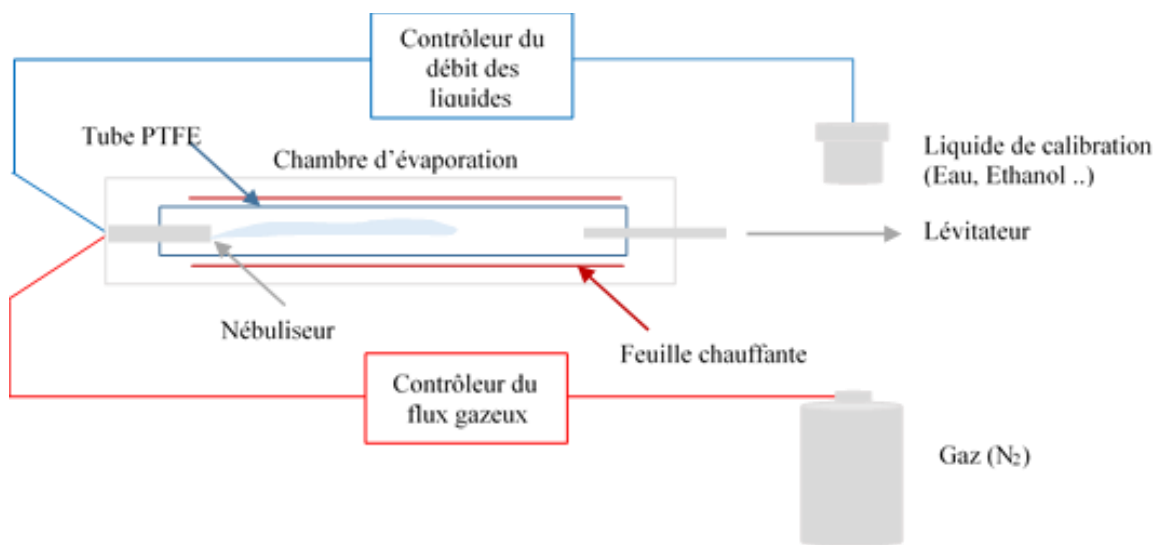 Contrôleur du
débit des
liquides
Tube PTFE
Chambre d’évaporation
Liquide de calibration
(Eau, Ethanol ..)
Lévitateur
Nébuliseur
Feuille chauffante
Contrôleur du
flux gazeux
Gaz (N₂)